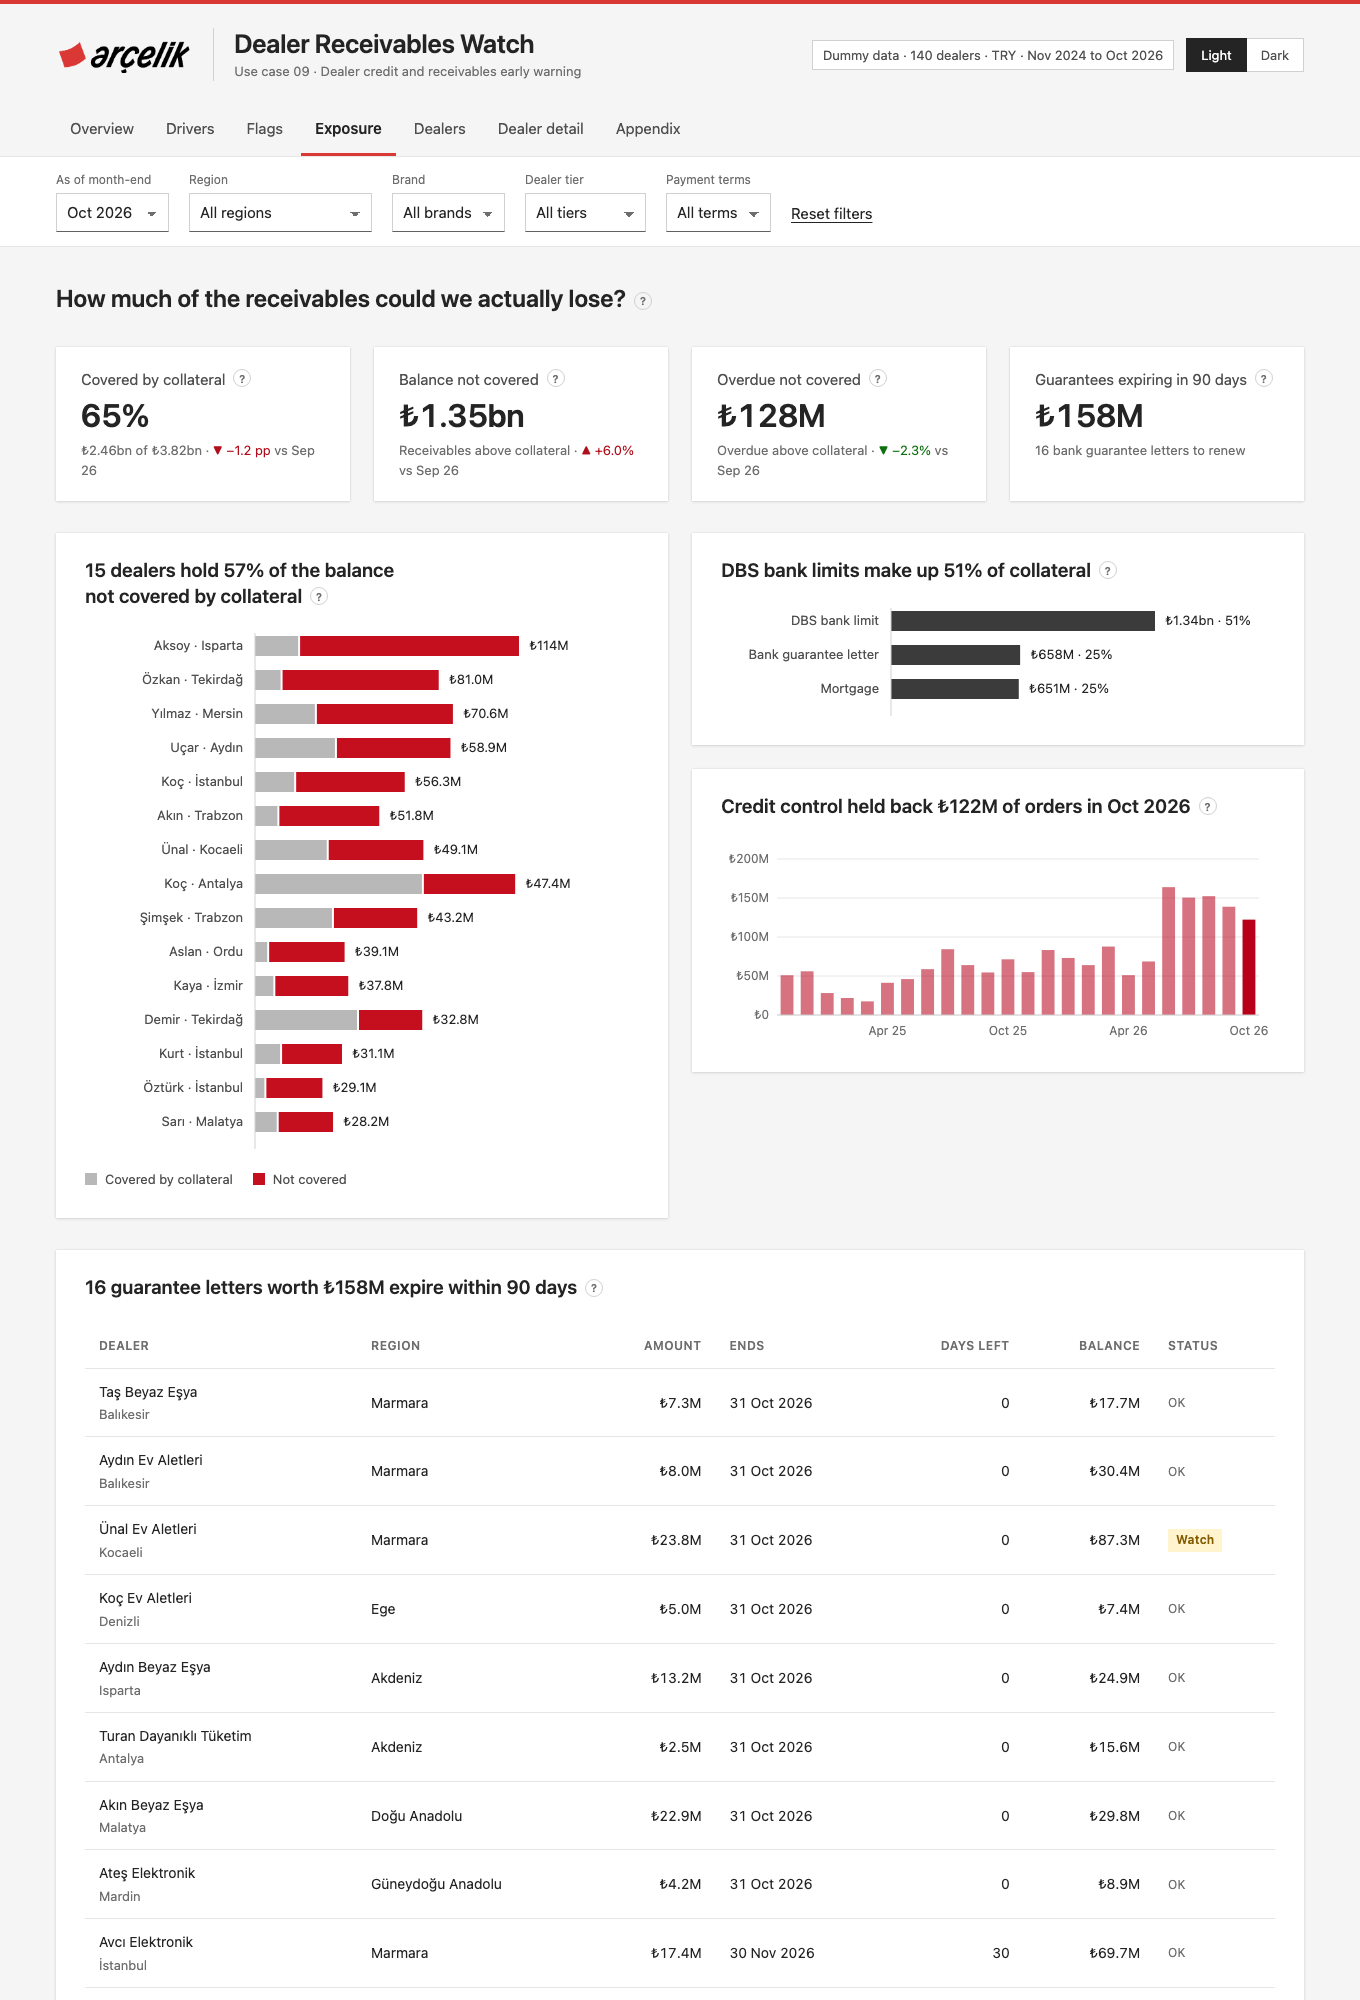 arçelik
Dealer Receivables Watch
Use case 09 · Dealer credit and receivables early warning
Dummy data · 140 dealers · TRY · Nov 2024 to Oct 2026
Light
Dark
Overview
Drivers
Flags
Exposure
Dealers
Dealer detail
Appendix
As of month-end
Region
Brand
Dealer tier
Payment terms
Oct 2026
All regions
All brands
All tiers
All terms
Reset filters
How much of the receivables could we actually lose? ?
Covered by collateral ?
65%
₺2.46bn of ₺3.82bn · ▼ −1.2 pp vs Sep
26
Balance not covered ?
₺1.35bn
Receivables above collateral · ▲ +6.0%
vs Sep 26
Overdue not covered ?
₺128M
Overdue above collateral · ▼ −2.3% vs
Sep 26
Guarantees expiring in 90 days ?
₺158M
16 bank guarantee letters to renew
15 dealers hold 57% of the balance
not covered by collateral ?
Aksoy · Isparta ₺114M
Özkan · Tekirdağ ₺81.0M
Yılmaz · Mersin ₺70.6M
Uçar · Aydın ₺58.9M
Koç · İstanbul ₺56.3M
Akın · Trabzon ₺51.8M
Ünal · Kocaeli ₺49.1M
Koç · Antalya ₺47.4M
Şimşek · Trabzon ₺43.2M
Aslan · Ordu ₺39.1M
Kaya · İzmir ₺37.8M
Demir · Tekirdağ ₺32.8M
Kurt · İstanbul ₺31.1M
Öztürk · İstanbul ₺29.1M
Sarı · Malatya ₺28.2M
Covered by collateral
Not covered
DBS bank limits make up 51% of collateral ?
DBS bank limit ₺1.34bn · 51%
Bank guarantee letter ₺658M · 25%
Mortgage ₺651M · 25%
Credit control held back ₺122M of orders in Oct 2026 ?
₺200M
₺150M
₺100M
₺50M
₺0
Apr 25
Oct 25
Apr 26
Oct 26
16 guarantee letters worth ₺158M expire within 90 days ?
DEALER REGION AMOUNT ENDS DAYS LEFT BALANCE STATUS
Taş Beyaz Eşya
Balıkesir
Marmara ₺7.3M 31 Oct 2026 0 ₺17.7M OK
Aydın Ev Aletleri
Balıkesir
Marmara ₺8.0M 31 Oct 2026 0 ₺30.4M OK
Ünal Ev Aletleri
Kocaeli
Marmara ₺23.8M 31 Oct 2026 0 ₺87.3M Watch
Koç Ev Aletleri
Denizli
Ege ₺5.0M 31 Oct 2026 0 ₺7.4M OK
Aydın Beyaz Eşya
Isparta
Akdeniz ₺13.2M 31 Oct 2026 0 ₺24.9M OK
Turan Dayanıklı Tüketim
Antalya
Akdeniz ₺2.5M 31 Oct 2026 0 ₺15.6M OK
Akın Beyaz Eşya
Malatya
Doğu Anadolu ₺22.9M 31 Oct 2026 0 ₺29.8M OK
Ateş Elektronik
Mardin
Güneydoğu Anadolu ₺4.2M 31 Oct 2026 0 ₺8.9M OK
Avcı Elektronik
İstanbul
Marmara ₺17.4M 30 Nov 2026 30 ₺69.7M OK